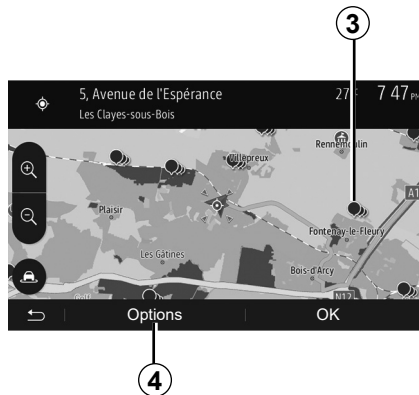 3
5, Avenue de l'Espérance
27°F
7 47 PM
Les Clayes-sous-Bois
Rennemoulin
Villepreux
Plaisir
A1
Fontenay-le-Fleury
Les Gâtines
Bois-d'Arcy
N12
Options
OK
4